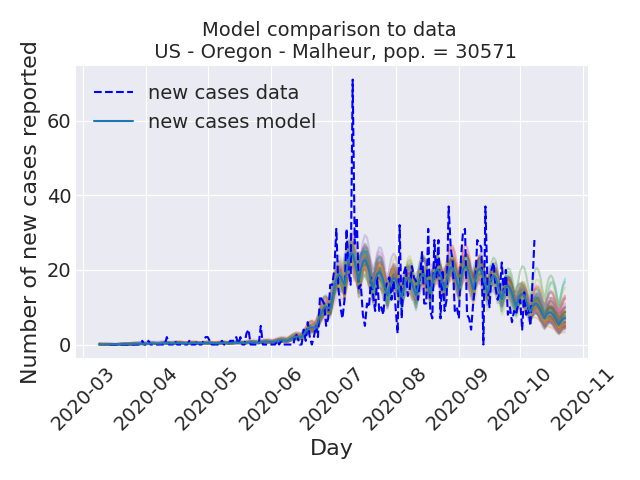 Model comparison to data
US - Oregon - Malheur, pop. = 30571
Number of new cases reported
new cases data
new cases model
60
40
20
0
2020-03
2020-04
2020-05
2020-06
2020-07
2020-08
2020-09
2020-10
2020-11
Day